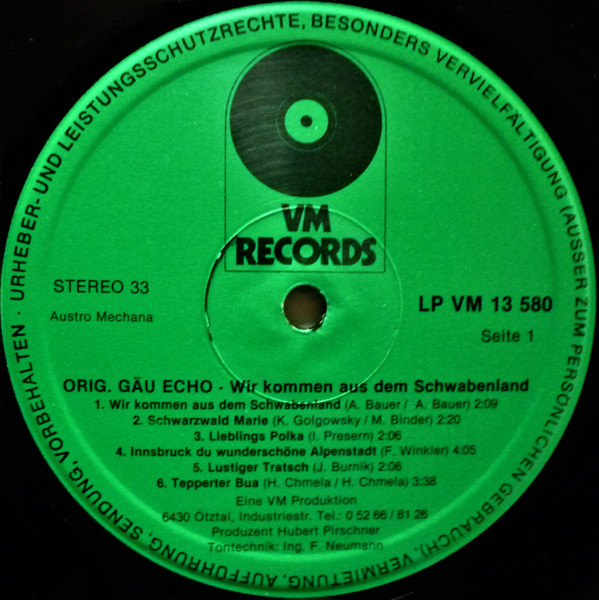 URHEBER- UND LEISTUNGSSCHUTZRECHTE, BESONDERS VERVIELFÄLTIGUNG (AUSSER ZUM PERSÖNLICHEN GEBRAUCH), VERMIETUNG, AUFFÜHRUNG, SENDUNG, VORBEHALTEN ·
VM
RECORDS
STEREO 33
Austro Mechana
LP VM 13 580
Seite 1
ORIG. GÄU ECHO · Wir kommen aus dem Schwabenland
1. Wir kommen aus dem Schwabenland (A. Bauer / A. Bauer) 2:09
2. Schwarzwald Marie (K. Golgowsky / M. Binder) 2:20
3. Lieblings Polka (I. Presern) 2:06
4. Innsbruck du wunderschöne Alpenstadt (F. Winkler) 4:05
5. Lustiger Tratsch (J. Burnik) 2:06
6. Tepperter Bua (H. Chmela / H. Chmela) 3:38
Eine VM Produktion
6430 Ötztal, Industriestr. Tel.: 0 52 66 / 81 26
Produzent Hubert Pirschner
Tontechnik: Ing. F. Neumann